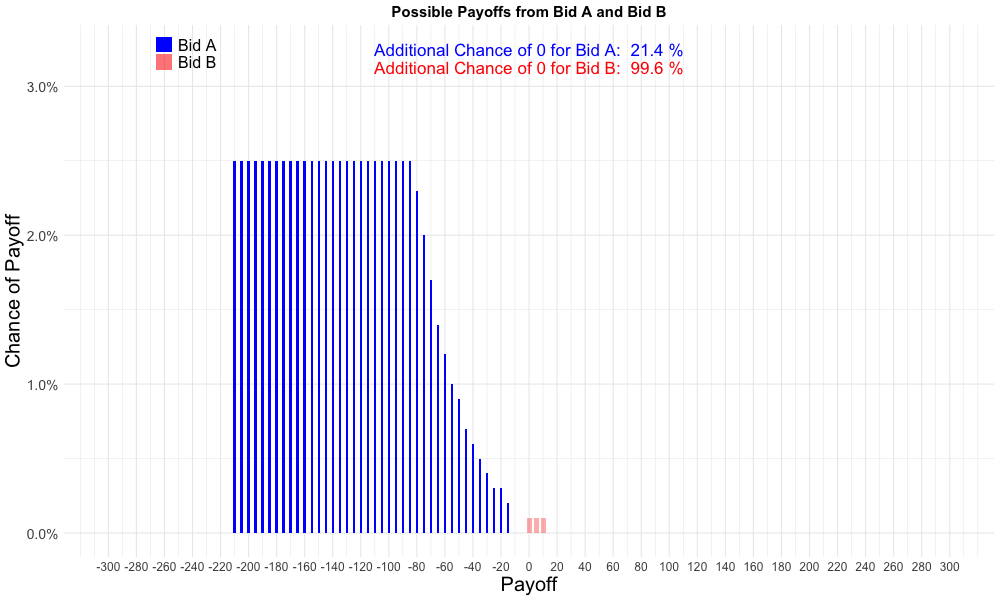 Possible Payoffs from Bid A and Bid B
Bid A
Bid B
Additional Chance of 0 for Bid A: 21.4 %
Additional Chance of 0 for Bid B: 99.6 %
Chance of Payoff
3.0%
2.0%
1.0%
0.0%
-300 -280 -260 -240 -220 -200 -180 -160 -140 -120 -100 -80 -60 -40 -20 0 20 40 60 80 100 120 140 160 180 200 220 240 260 280 300
Payoff